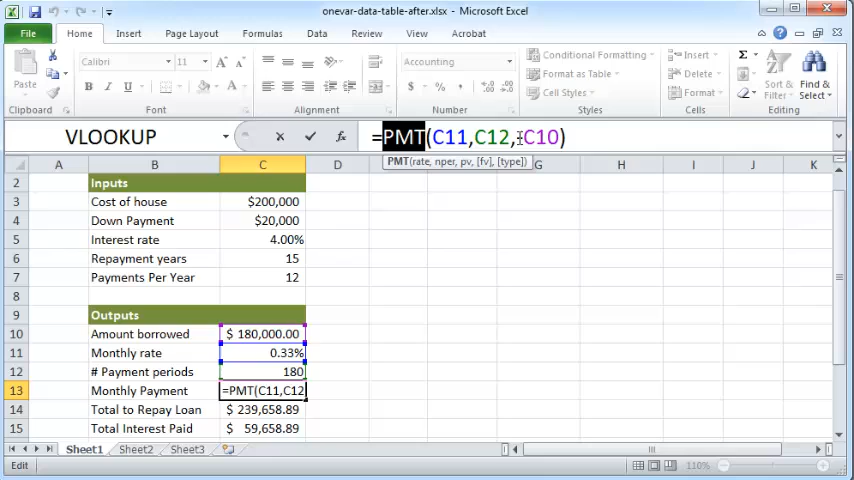 onevar-data-table-after.xlsx - Microsoft Excel
File Home Insert Page Layout Formulas Data Review View Acrobat
Paste
Calibri 11
Accounting
Conditional Formatting
Format as Table
Cell Styles
Insert
Delete
Format
Sort & Filter
Find & Select
Clipboard Font Alignment Number Styles Cells Editing
VLOOKUP =PMT(C11,C12,-C10)
PMT(rate, nper, pv, [fv], [type])
A B C D G H I J K
2 Inputs
3 Cost of house $200,000
4 Down Payment $20,000
5 Interest rate 4.00%
6 Repayment years 15
7 Payments Per Year 12
8
9 Outputs
10 Amount borrowed $ 180,000.00
11 Monthly rate 0.33%
12 # Payment periods 180
13 Monthly Payment =PMT(C11,C12
14 Total to Repay Loan $ 239,658.89
15 Total Interest Paid $ 59,658.89
Sheet1 Sheet2 Sheet3
Edit 110%